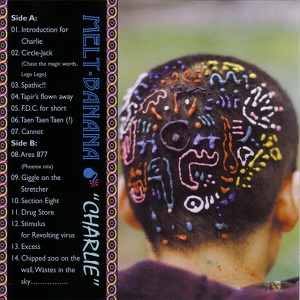 Side A:
01. Introduction for
Charlie
02. Circle-Jack
(Chase the magic words,
Lego Lego)
03. Spathic!!
04. Tapir's flown away
05. F.D.C. for short
06. Taen Taen Taen (!)
07. Cannot
Side B:
08. Area 877
(Phoenix mix)
09. Giggle on the
Stretcher
10. Section Eight
11. Drug Store
12. Stimulus
for Revolting virus
13. Excess
14. Chipped zoo on the
wall, Wastes in the
sky................
MELT-BANANA "CHARLIE"